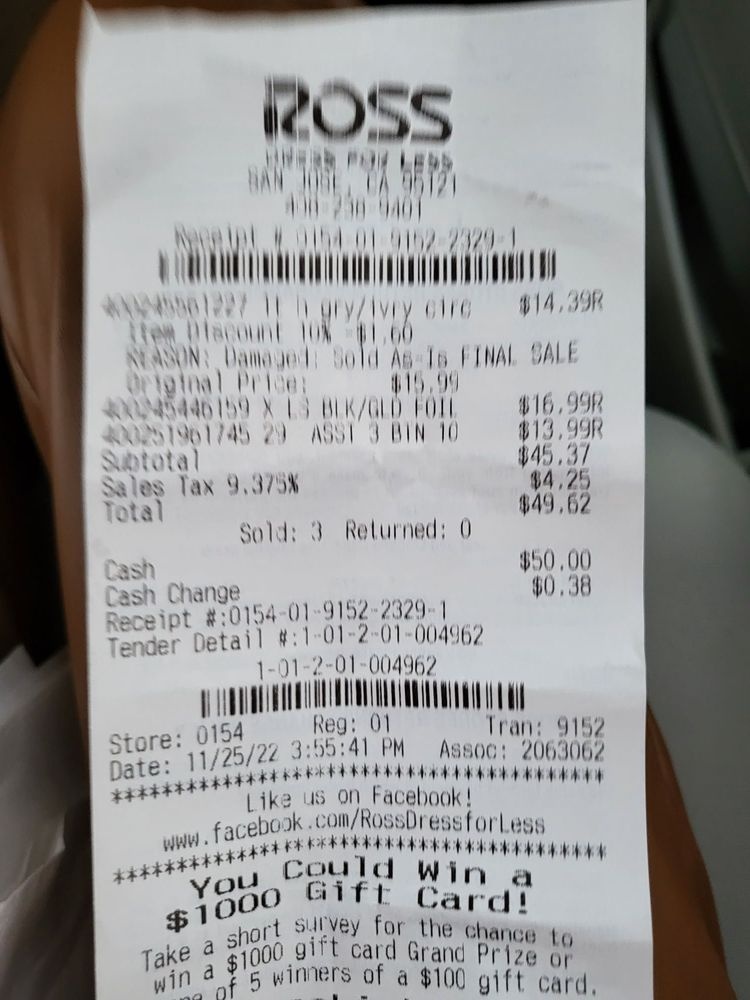 ROSS
DRESS FOR LESS
SAN JOSE, CA 95121
408-238-9401
Receipt # 0154-01-9152-2329-1
400245561227 gry/ivry circ $14.39R
Item Discount 10% -$1.60
REASON: Damaged: Sold As-Is FINAL SALE
Original Price: $15.99
400245446159 X LS BLK/GLD FOIL $16.99R
400251961745 29 ASST 3 BTN 10 $13.99R
Subtotal $45.37
Sales Tax 9.375% $4.25
Total $49.62
Sold: 3 Returned: 0
Cash $50.00
Cash Change $0.38
Receipt #:0154-01-9152-2329-1
Tender Detail #:1-01-2-01-004962
1-01-2-01-004962
Store: 0154 Reg: 01 Tran: 9152
Date: 11/25/22 3:55:41 PM Assoc: 2063062
Like us on Facebook!
www.facebook.com/RossDressforLess
You Could Win a
$1000 Gift Card!
Take a short survey for the chance to
win a $1000 gift card Grand Prize or
of 5 winners of a $100 gift card.